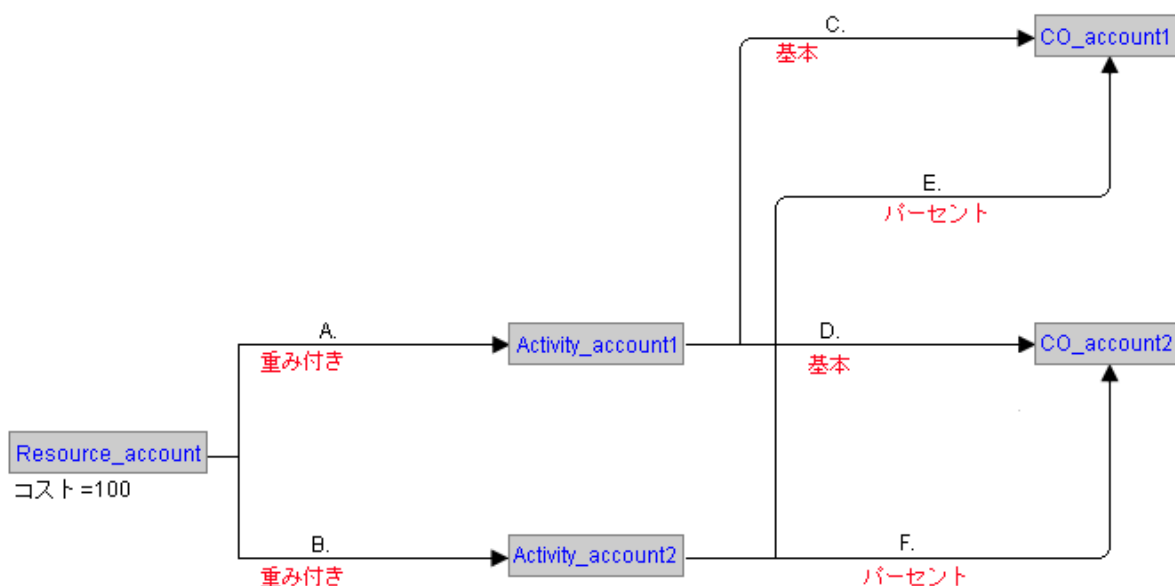 C.
基本
CO_account1
E.
パーセント
A.
重み付き
Activity_account1
D.
基本
CO_account2
Resource_account
コスト=100
B.
重み付き
Activity_account2
F.
パーセント